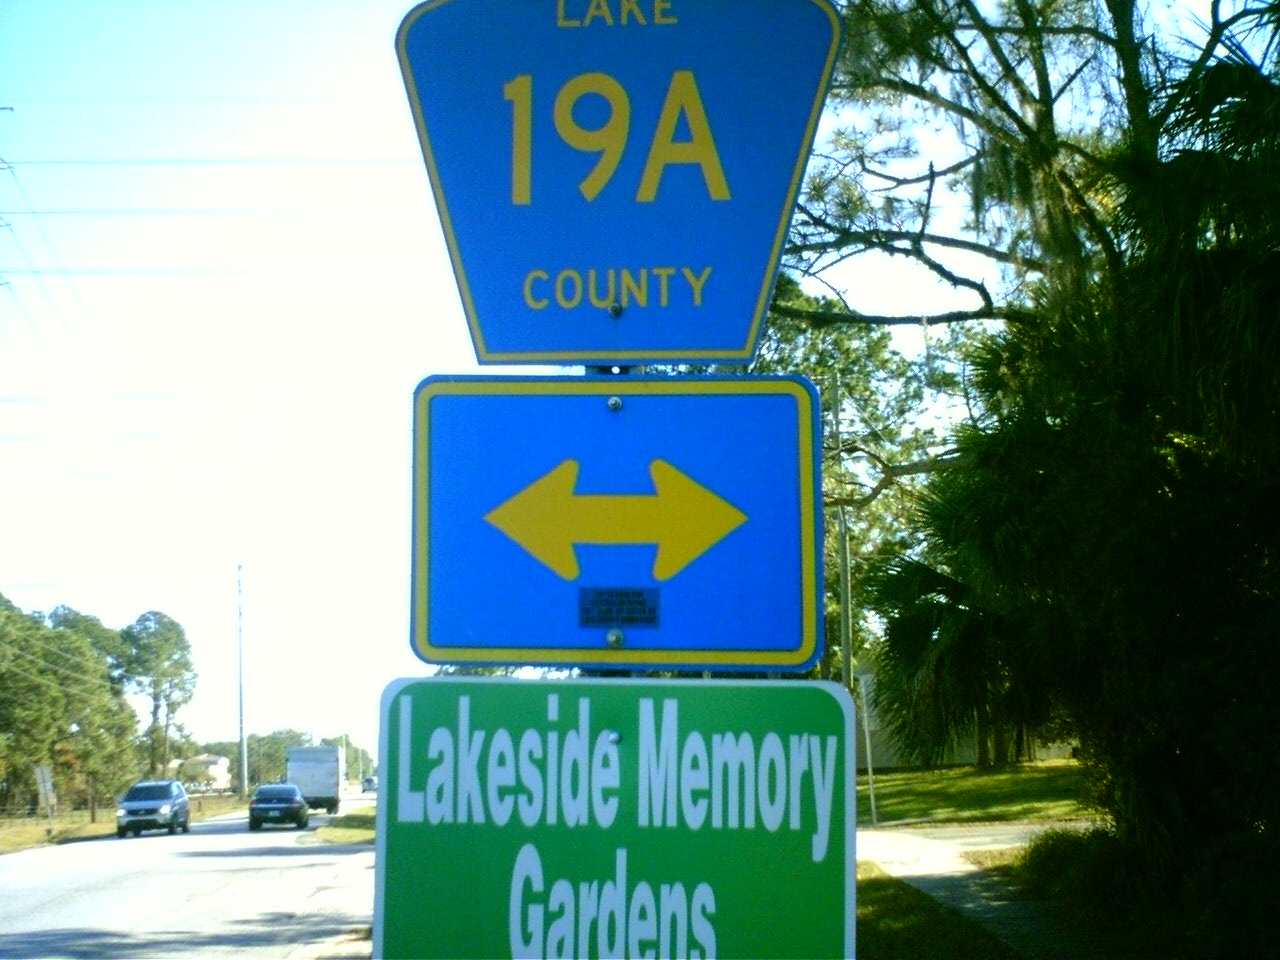 LAKE
19A
COUNTY
Lakeside Memory
Gardens